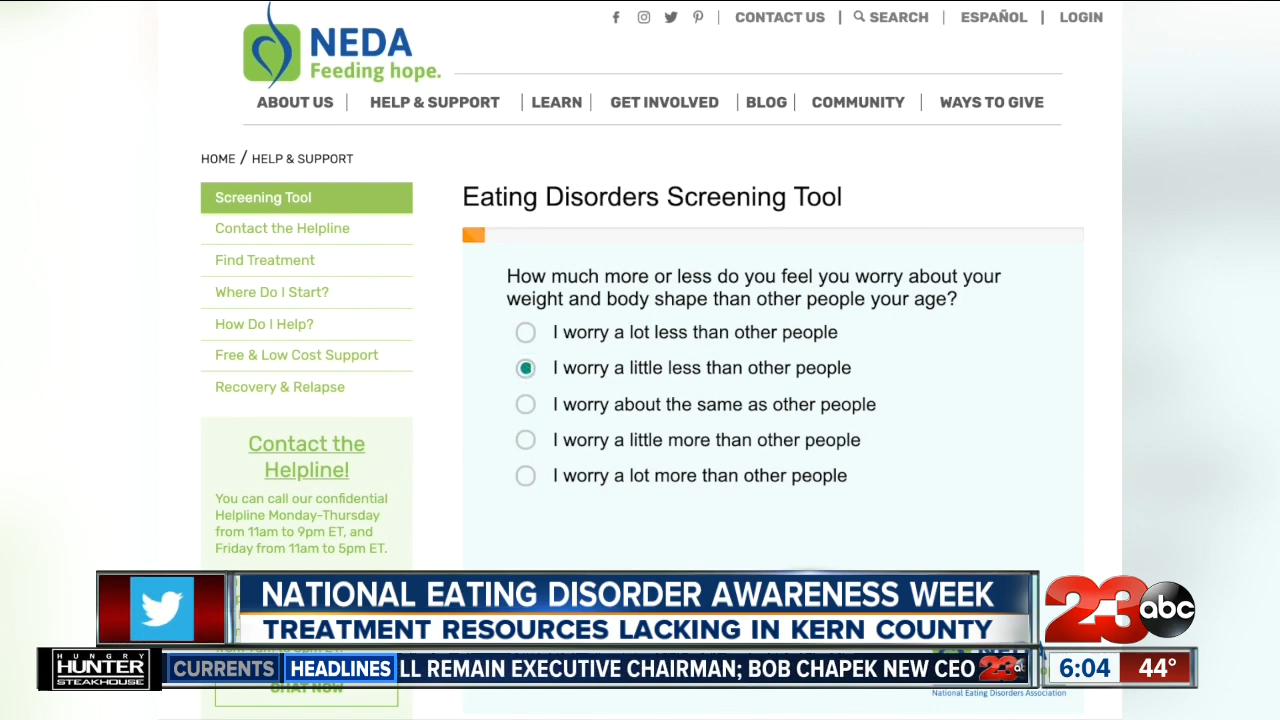 CONTACT US
SEARCH
ESPAÑOL
LOGIN
NEDA
Feeding hope.
ABOUT US
HELP & SUPPORT
LEARN
GET INVOLVED
BLOG
COMMUNITY
WAYS TO GIVE
HOME / HELP & SUPPORT
Screening Tool
Contact the Helpline
Find Treatment
Where Do I Start?
How Do I Help?
Free & Low Cost Support
Recovery & Relapse
Contact the
Helpline!
You can call our confidential
Helpline Monday-Thursday
from 11am to 9pm ET, and
Friday from 11am to 5pm ET.
Eating Disorders Screening Tool
How much more or less do you feel you worry about your
weight and body shape than other people your age?
I worry a lot less than other people
I worry a little less than other people
I worry about the same as other people
I worry a little more than other people
I worry a lot more than other people
NATIONAL EATING DISORDER AWARENESS WEEK
TREATMENT RESOURCES LACKING IN KERN COUNTY
23 abc
HUNGRY
HUNTER
STEAKHOUSE
CURRENTS
HEADLINES
LL REMAIN EXECUTIVE CHAIRMAN; BOB CHAPEK NEW CEO
23
6:04
44°
CHAT NOW
National Eating Disorders Association